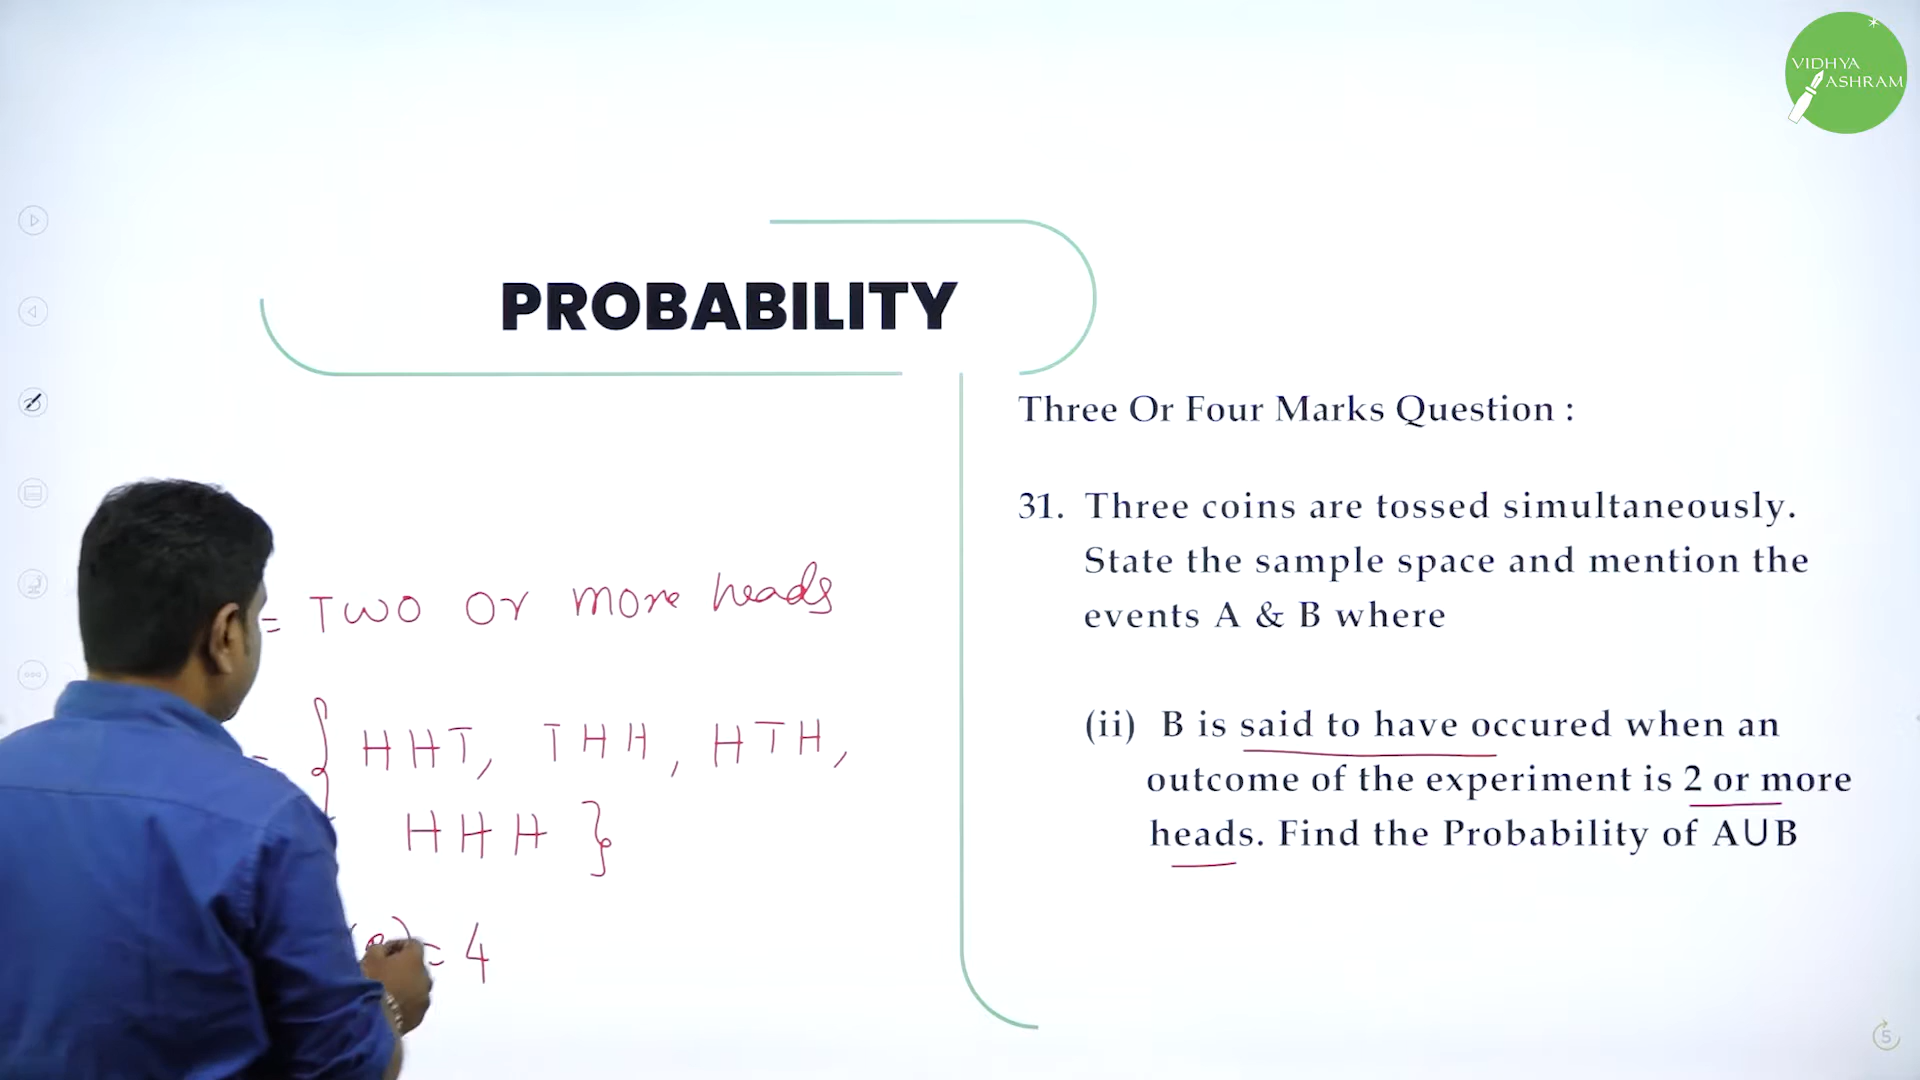 VIDHYA
ASHRAM
PROBABILITY
Three Or Four Marks Question :
31. Three coins are tossed simultaneously.
State the sample space and mention the
events A & B where
(ii) B is said to have occured when an
outcome of the experiment is 2 or more
heads. Find the Probability of A∪B
= Two or more heads
= { HHT, THH, HTH,
HHH }
= 4
5